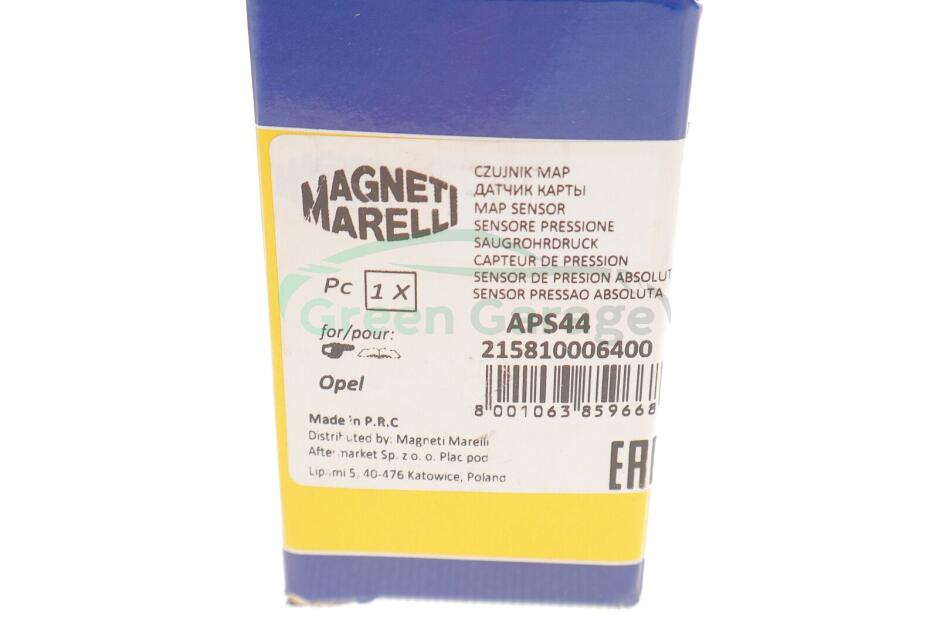 MAGNETI
MARELLI
CZUJNIK MAP
ДАТЧИК КАРТЫ
MAP SENSOR
SENSORE PRESSIONE
SAUGROHRDRUCK
CAPTEUR DE PRESSION
SENSOR DE PRESION ABSOLUT
SENSOR PRESSAO ABSOLUTA
Pc 1 X
Green Garage
for/pour:
Opel
APS44
215810006400
8 001063 859668
Made in P.R.C
Distributed by: Magneti Marelli
Aftermarket Sp. z o. o. Plac pod
Lipami 5, 40-476 Katowice, Poland
EAC